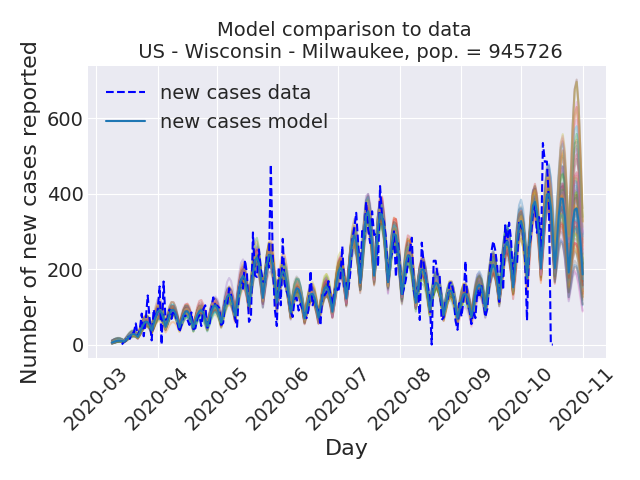 Model comparison to data
US - Wisconsin - Milwaukee, pop. = 945726
Number of new cases reported
600
400
200
0
new cases data
new cases model
2020-03
2020-04
2020-05
2020-06
2020-07
2020-08
2020-09
2020-10
2020-11
Day